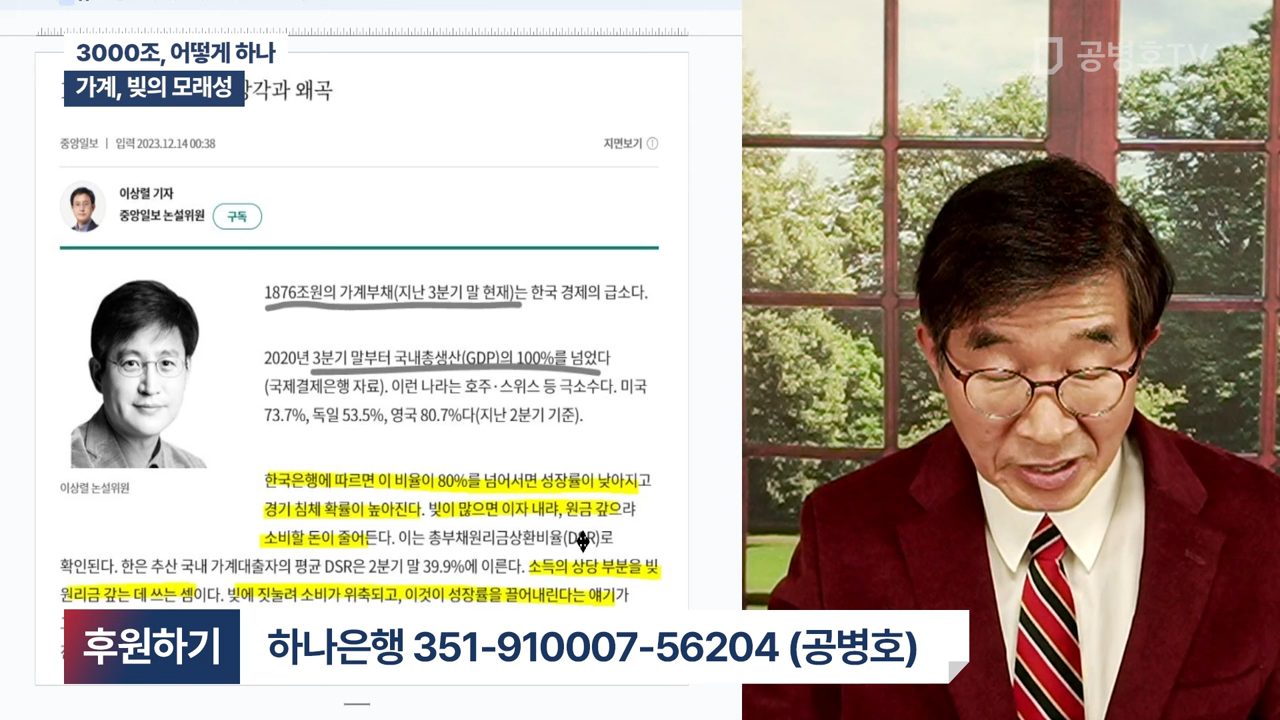 3000조, 어떻게 하나
가계, 빚의 모래성
각과 왜곡
공병호TV
중앙일보 | 입력 2023.12.14 00:38
지면보기
이상렬 기자
중앙일보 논설위원
구독
1876조원의 가계부채(지난 3분기 말 현재)는 한국 경제의 급소다.
2020년 3분기 말부터 국내총생산(GDP)의 100%를 넘었다
(국제결제은행 자료). 이런 나라는 호주·스위스 등 극소수다. 미국
73.7%, 독일 53.5%, 영국 80.7%다(지난 2분기 기준).
이상렬 논설위원
한국은행에 따르면 이 비율이 80%를 넘어서면 성장률이 낮아지고
경기 침체 확률이 높아진다. 빚이 많으면 이자 내랴, 원금 갚으랴
소비할 돈이 줄어든다. 이는 총부채원리금상환비율(DSR)로
확인된다. 한은 추산 국내 가계대출자의 평균 DSR은 2분기 말 39.9%에 이른다. 소득의 상당 부분을 빚
원리금 갚는 데 쓰는 셈이다. 빚에 짓눌려 소비가 위축되고, 이것이 성장률을 끌어내린다는 얘기가
후원하기
하나은행 351-910007-56204 (공병호)